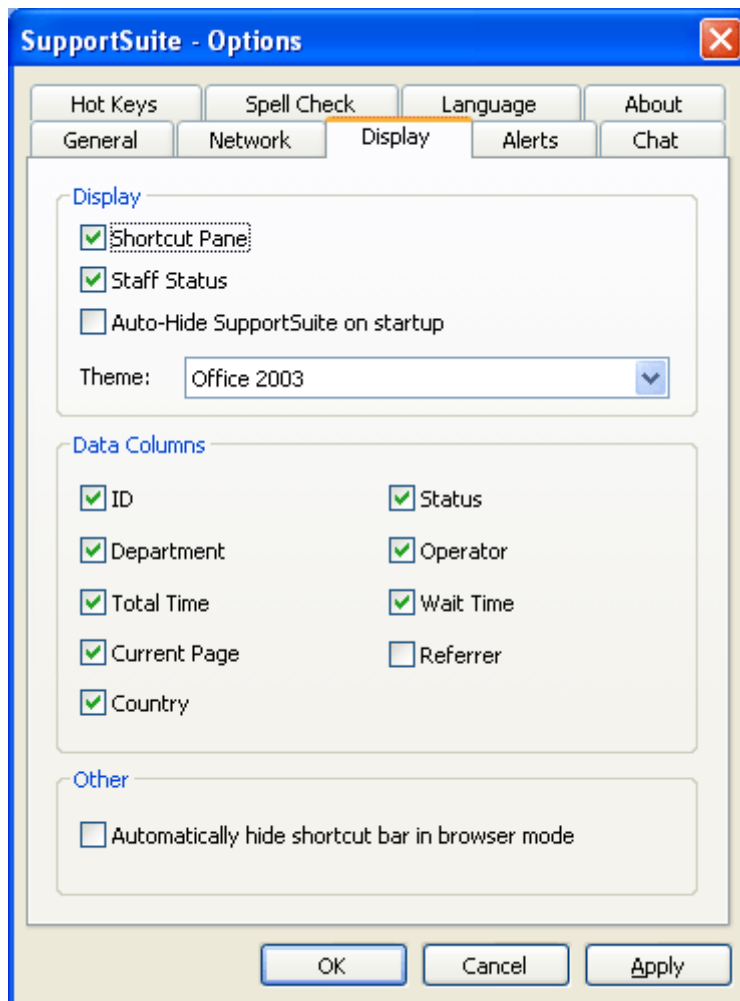 SupportSuite - Options
Hot Keys Spell Check Language About
General Network Display Alerts Chat
Display
Shortcut Pane
Staff Status
Auto-Hide SupportSuite on startup
Theme: Office 2003
Data Columns
ID Status
Department Operator
Total Time Wait Time
Current Page Referrer
Country
Other
Automatically hide shortcut bar in browser mode
OK Cancel Apply